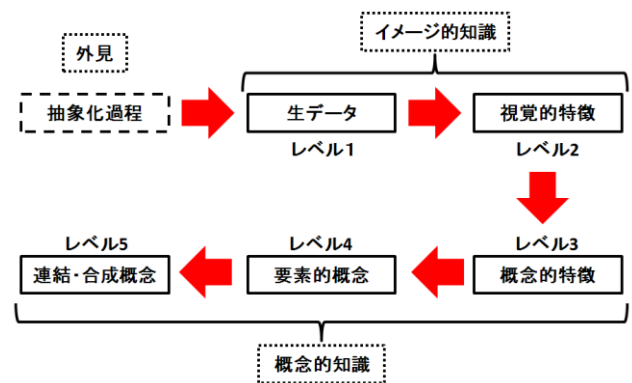 イメージ的知識
外見
抽象化過程
生データ
視覚的特徴
レベル1
レベル2
レベル5
レベル4
レベル3
連結・合成概念
要素的概念
概念的特徴
概念的知識